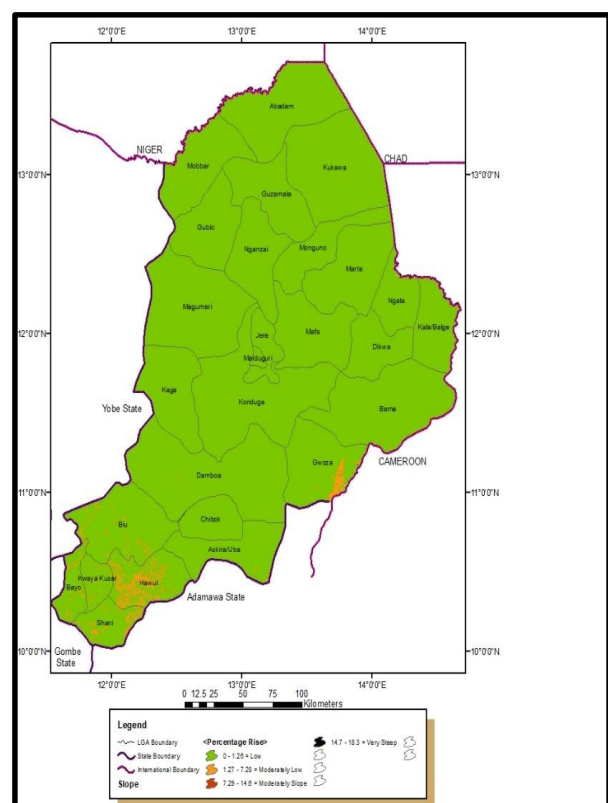 12°0'0"E 13°0'0"E 14°0'0"E
Abadam
NIGER
CHAD
13°0'0"N 13°0'0"N
Mobbar
Kukawa
Guzamala
Gubio
Nganzai
Monguno
Marte
Magumeri
Ngala
Kala/Balge
12°0'0"N 12°0'0"N
Jere
Mafa
Dikwa
Maiduguri
Kaga
Konduga
Bama
Yobe State
Gwoza
CAMEROON
Damboa
11°0'0"N 11°0'0"N
Biu
Chibok
Askira/Uba
Kwaya Kusar
Bayo
Hawul
Adamawa State
Shani
10°0'0"N 10°0'0"N
Gombe
State
12°0'0"E 13°0'0"E 14°0'0"E
0 12.5 25 50 75 100
Kilometers
Legend
LGA Boundary <Percentage Rise> 14.7 - 18.3 = Very Steep
State Boundary 0 - 1.26 = Low
International Boundary 1.27 - 7.28 = Moderately Low
Slope 7.29 - 14.6 = Moderately Slope